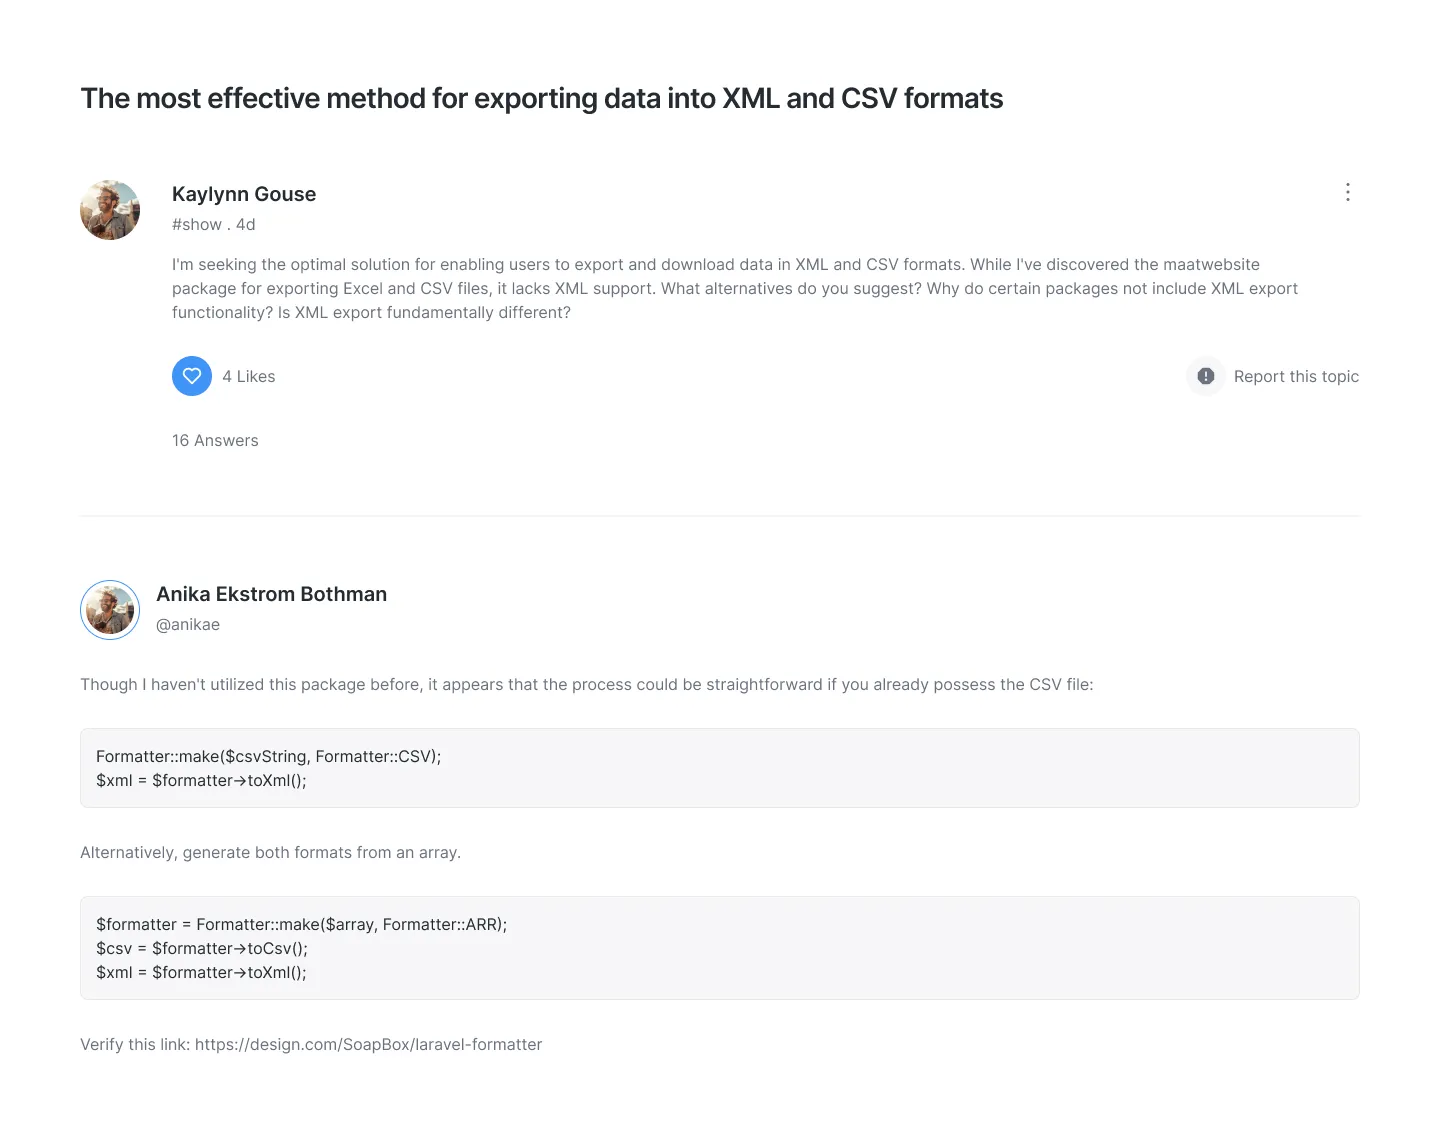 The most effective method for exporting data into XML and CSV formats
Kaylynn Gouse
#show . 4d
I'm seeking the optimal solution for enabling users to export and download data in XML and CSV formats. While I've discovered the maatwebsite
package for exporting Excel and CSV files, it lacks XML support. What alternatives do you suggest? Why do certain packages not include XML export
functionality? Is XML export fundamentally different?
4 Likes
Report this topic
16 Answers
Anika Ekstrom Bothman
@anikae
Though I haven't utilized this package before, it appears that the process could be straightforward if you already possess the CSV file:
Formatter::make($csvString, Formatter::CSV);
$xml = $formatter->toXml();
Alternatively, generate both formats from an array.
$formatter = Formatter::make($array, Formatter::ARR);
$csv = $formatter->toCsv();
$xml = $formatter->toXml();
Verify this link: https://design.com/SoapBox/laravel-formatter